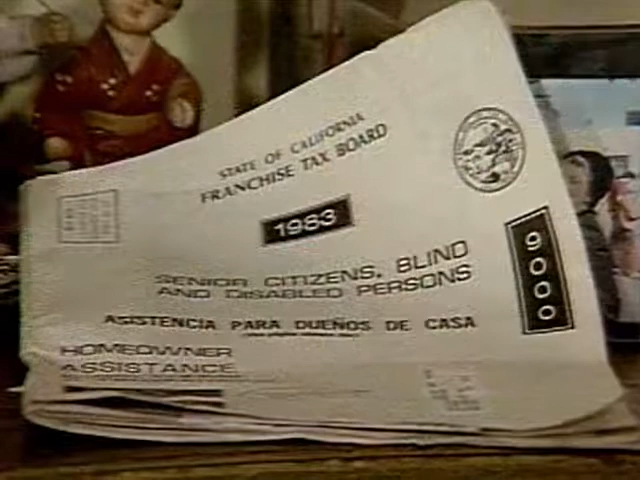 STATE OF CALIFORNIA
FRANCHISE TAX BOARD
1983
9000
SENIOR CITIZENS, BLIND
AND DISABLED PERSONS
ASISTENCIA PARA DUEÑOS DE CASA
HOMEOWNER
ASSISTANCE